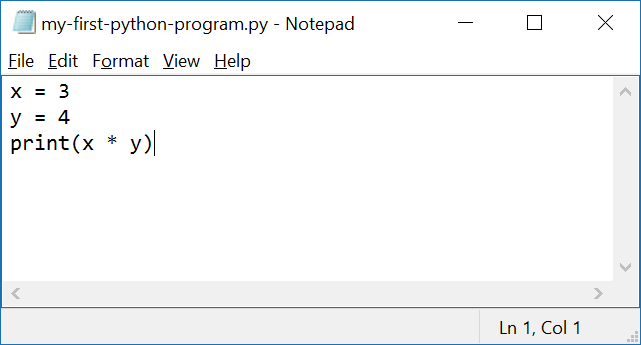 my-first-python-program.py - Notepad
File Edit Format View Help
x = 3
y = 4
print(x * y)
Ln 1, Col 1